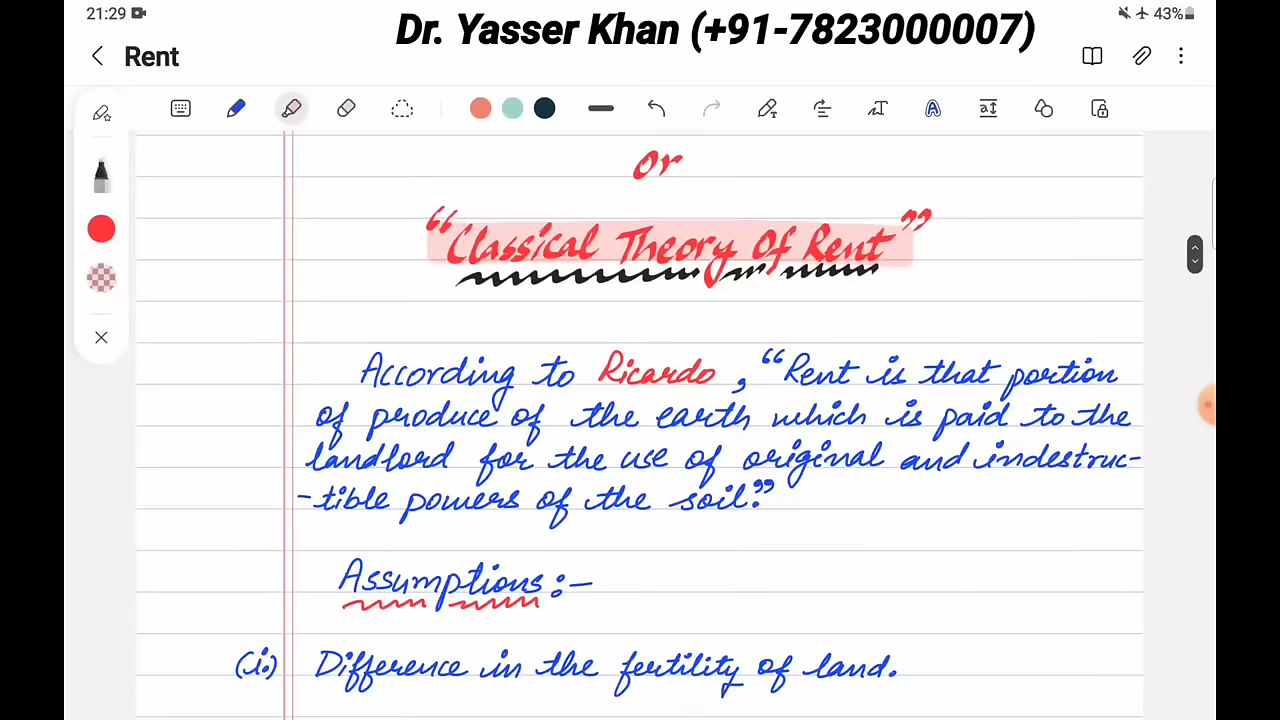 21:29
43%
Dr. Yasser Khan (+91-7823000007)
Rent
Or
"Classical Theory Of Rent"
According to Ricardo, "Rent is that portion
of produce of the earth which is paid to the
landlord for the use of original and indestruc-
-tible powers of the soil."
Assumptions:-
(i.) Difference in the fertility of land.